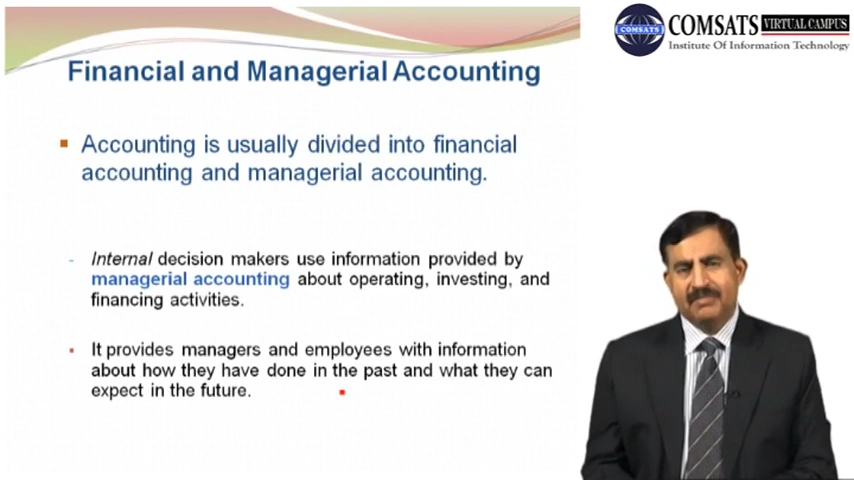 Financial and Managerial Accounting
Accounting is usually divided into financial
accounting and managerial accounting.
- Internal decision makers use information provided by
managerial accounting about operating, investing, and
financing activities.
It provides managers and employees with information
about how they have done in the past and what they can
expect in the future.
COMSATS
COMSATS VIRTUAL CAMPUS
Institute Of Information Technology